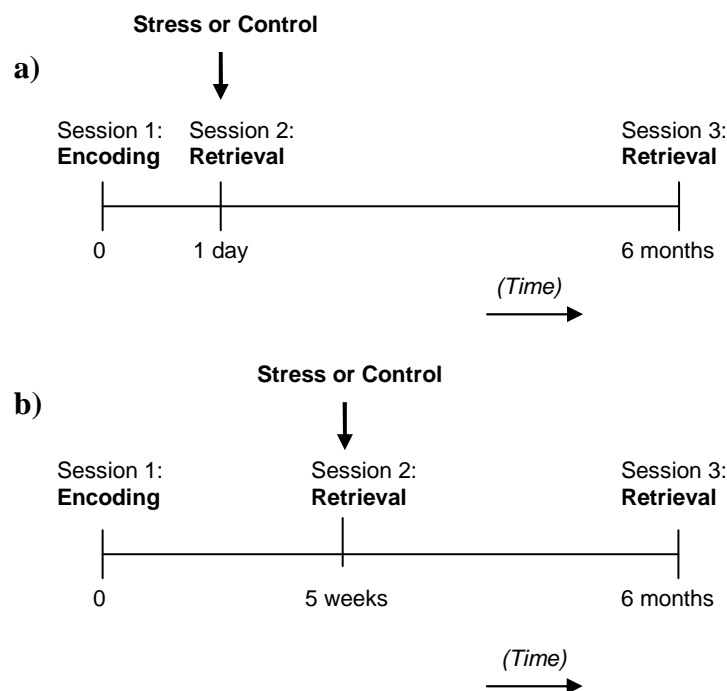 Stress or Control
a)
Session 1: Session 2: Session 3:
Encoding Retrieval Retrieval
0 1 day 6 months
(Time)
Stress or Control
b)
Session 1: Session 2: Session 3:
Encoding Retrieval Retrieval
0 5 weeks 6 months
(Time)